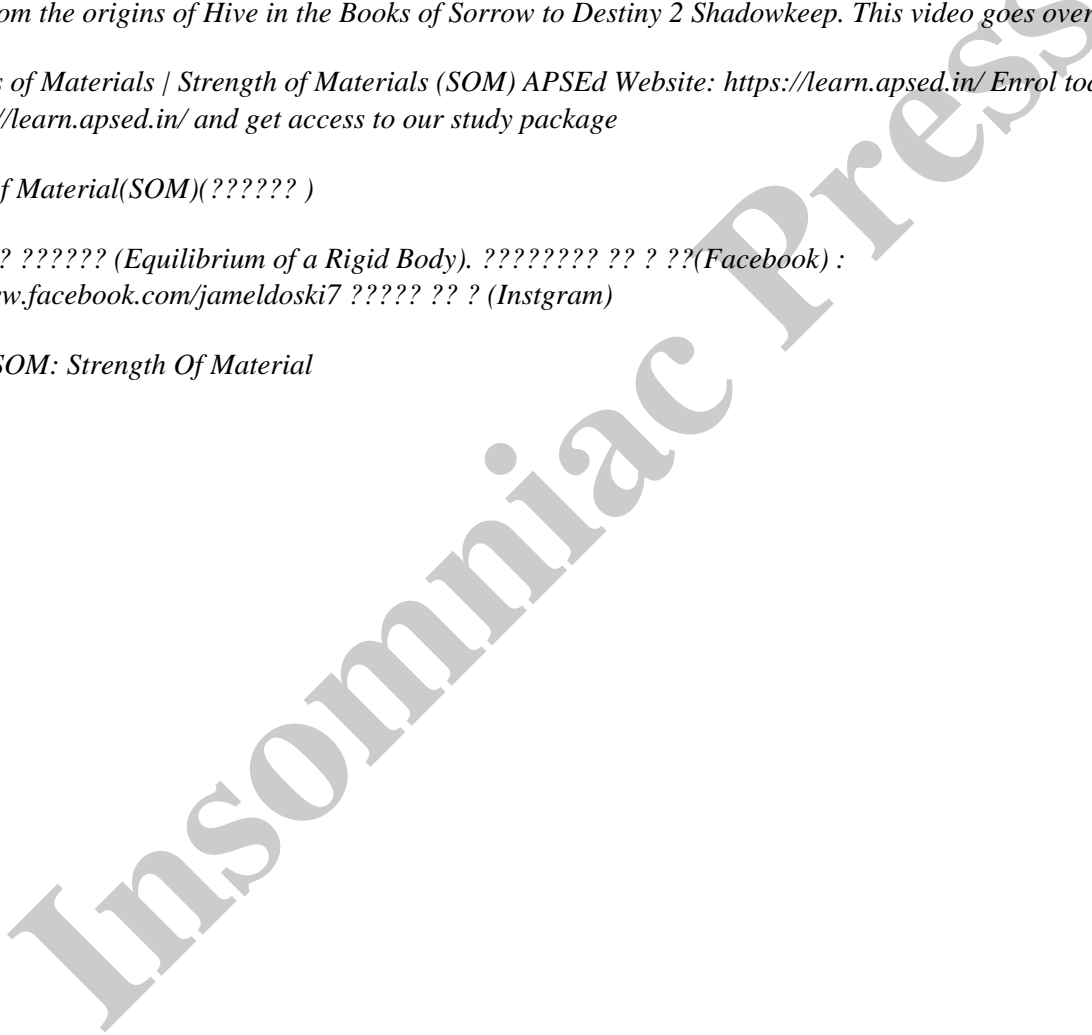 om the origins of Hive in the Books of Sorrow to Destiny 2 Shadowkeep. This video goes over
s of Materials | Strength of Materials (SOM) APSEd Website: https://learn.apsed.in/ Enrol
//learn.apsed.in/ and get access to our study package
f Material(SOM)(?????? )
? ?????? (Equilibrium of a Rigid Body). ???????? ?? ? ??(Facebook) :
w.facebook.com/jameldoski7 ????? ?? ? (Instgram)
SOM: Strength Of Material
Insomniac Press